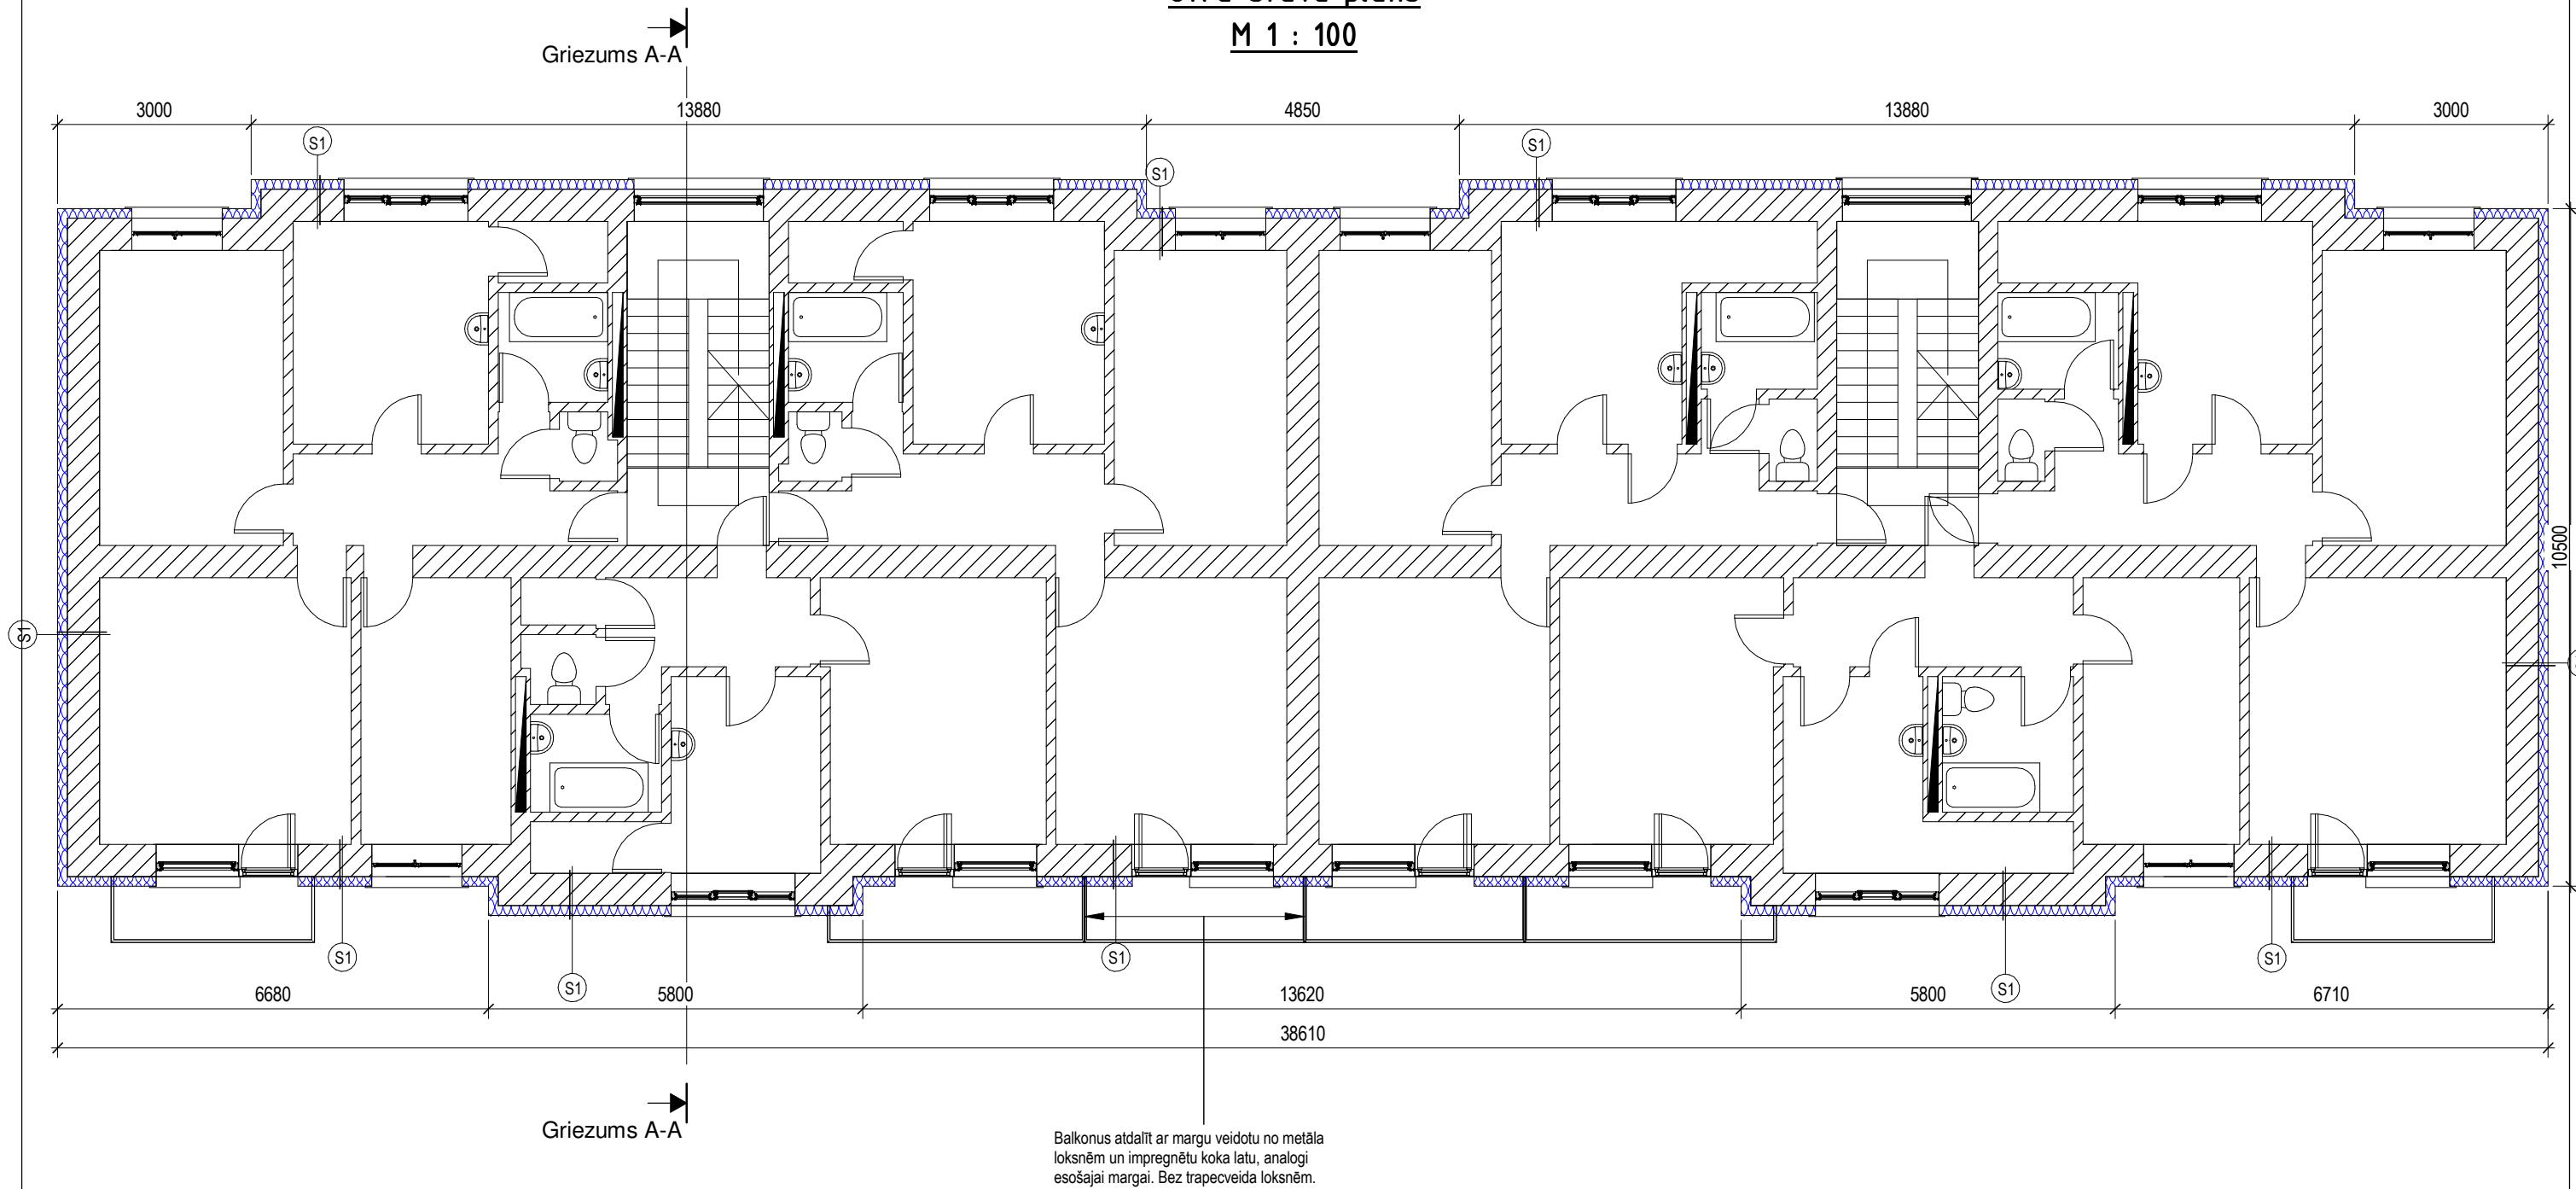 M 1 : 100
Griezums A-A
3000
13880
4850
13880
3000
S1
S1
S1
10500
S1
S1
S1
S1
S1
S1
6680
5800
13620
5800
6710
38610
Griezums A-A
Balkonus atdalīt ar margu veidotu no metāla
loksnēm un impregnētu koka latu, analogi
esošajai margai. Bez trapecveida loksnēm.